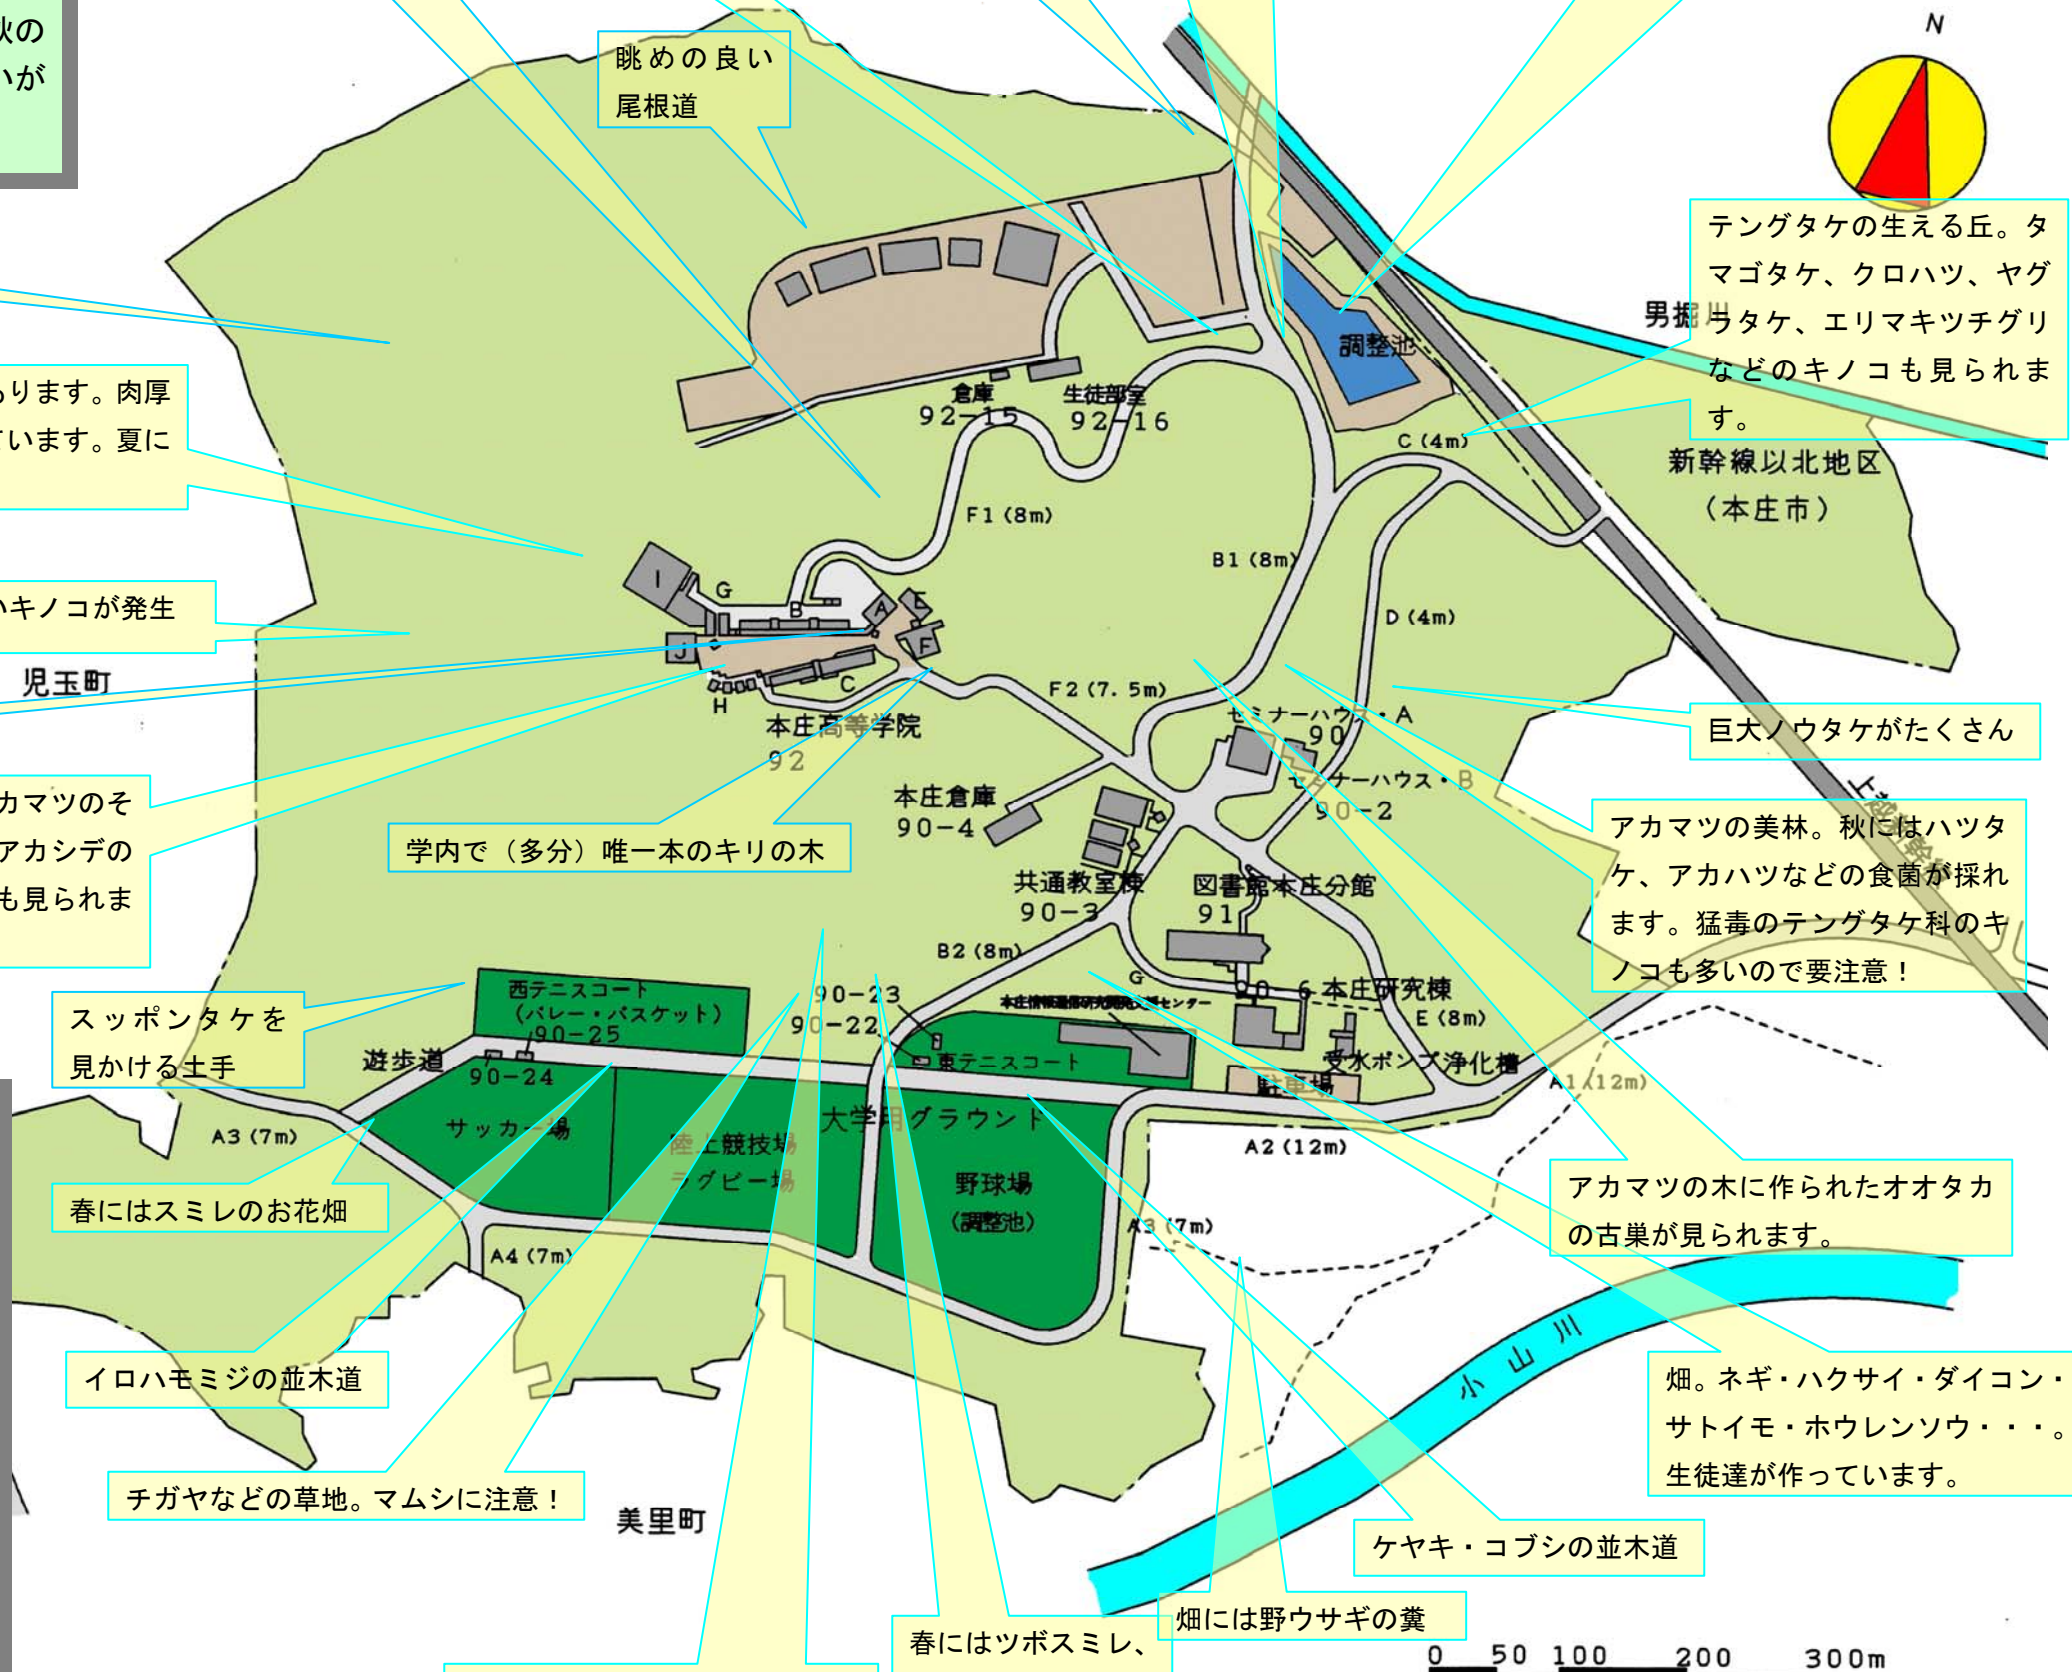 秋の
いが
N
眺めの良い
尾根道
テングタケの生える丘。タ
マゴタケ、クロハツ、ヤグ
ラタケ、エリマキツチグリ
などのキノコも見られま
す。
男掘川
調整池
あります。肉厚
ています。夏に
倉庫
92-15
生徒部室
92-16
C (4m)
新幹線以北地区
(本庄市)
F1 (8m)
B1 (8m)
I
G
B
A
E
F
J
C
H
D (4m)
いキノコが発生
児玉町
F2 (7.5m)
本庄高等学院
92
セミナーハウス・A
90
セミナーハウス・B
90-2
巨大ノウタケがたくさん
上越新幹線
カマツのそ
アカシデの
も見られま
本庄倉庫
90-4
学内で(多分)唯一本のキリの木
アカマツの美林。秋にはハツタ
ケ、アカハツなどの食菌が採れ
ます。猛毒のテングタケ科のキ
ノコも多いので要注意!
共通教室棟
90-3
図書館本庄分館
91
B2 (8m)
G
西テニスコート
(バレー・バスケット)
90-25
90-23
90-22
90-6 本庄研究棟
E (8m)
スッポンタケを
見かける土手
遊歩道
90-24
東テニスコート
受水ポンプ浄化槽
駐車場
A1 (12m)
サッカー場
大学用グラウンド
陸上競技場
ラグビー場
野球場
(調整池)
A3 (7m)
A2 (12m)
春にはスミレのお花畑
アカマツの木に作られたオオタカ
の古巣が見られます。
A3 (7m)
A4 (7m)
小山川
イロハモミジの並木道
畑。ネギ・ハクサイ・ダイコン・
サトイモ・ホウレンソウ・・・。
生徒達が作っています。
チガヤなどの草地。マムシに注意!
美里町
ケヤキ・コブシの並木道
畑には野ウサギの糞
春にはツボスミレ、
0 50 100 200 300m